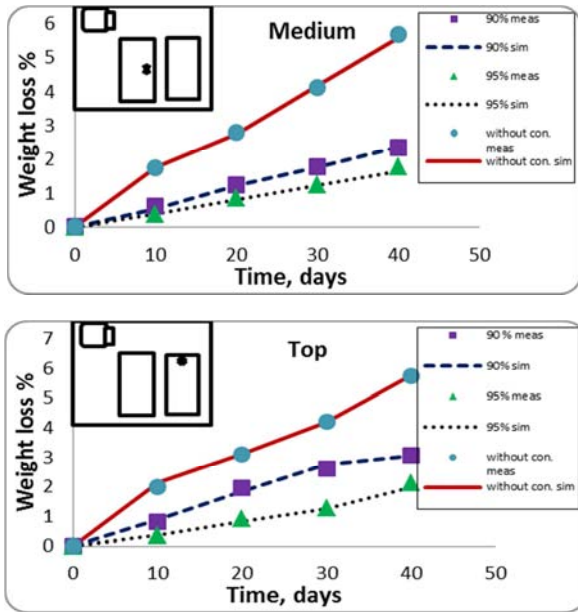 Medium
6
5
4
3
2
1
0
Weight loss %
0 10 20 30 40 50
Time, days
90% meas
90% sim
95% meas
95% sim
without con.
meas
without con. sim
Top
7
6
5
4
3
2
1
0
Weight loss %
0 10 20 30 40 50
Time, days
90% meas
90% sim
95% meas
95% sim
without con.
meas
without con. sim